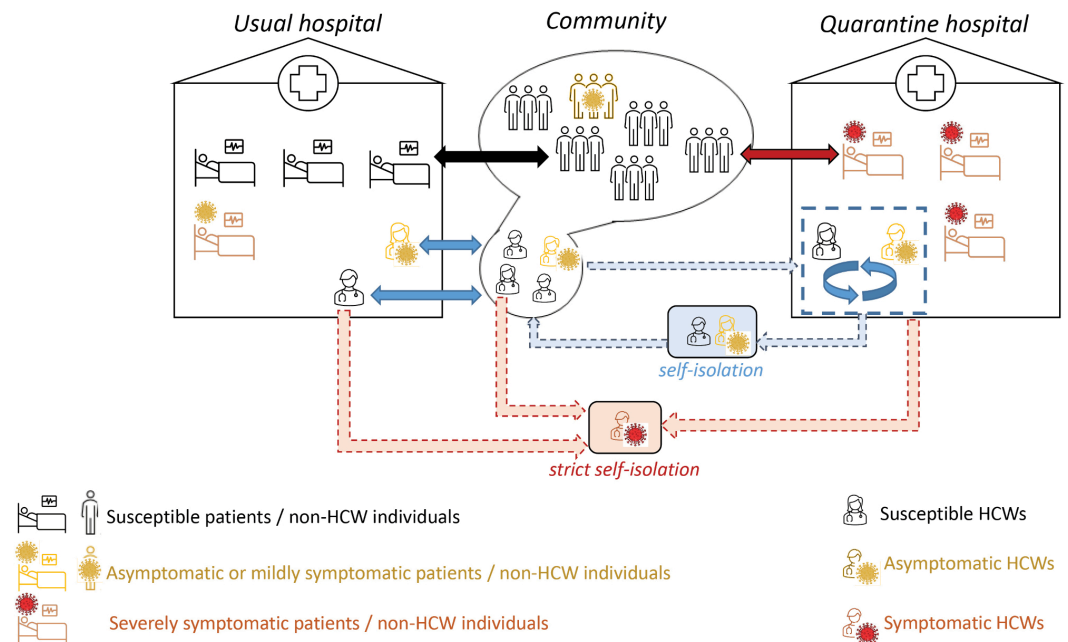 Usual hospital
Community
Quarantine hospital
self-isolation
strict self-isolation
Susceptible patients / non-HCW individuals
Susceptible HCWs
Asymptomatic or mildly symptomatic patients / non-HCW individuals
Asymptomatic HCWs
Severely symptomatic patients / non-HCW individuals
Symptomatic HCWs